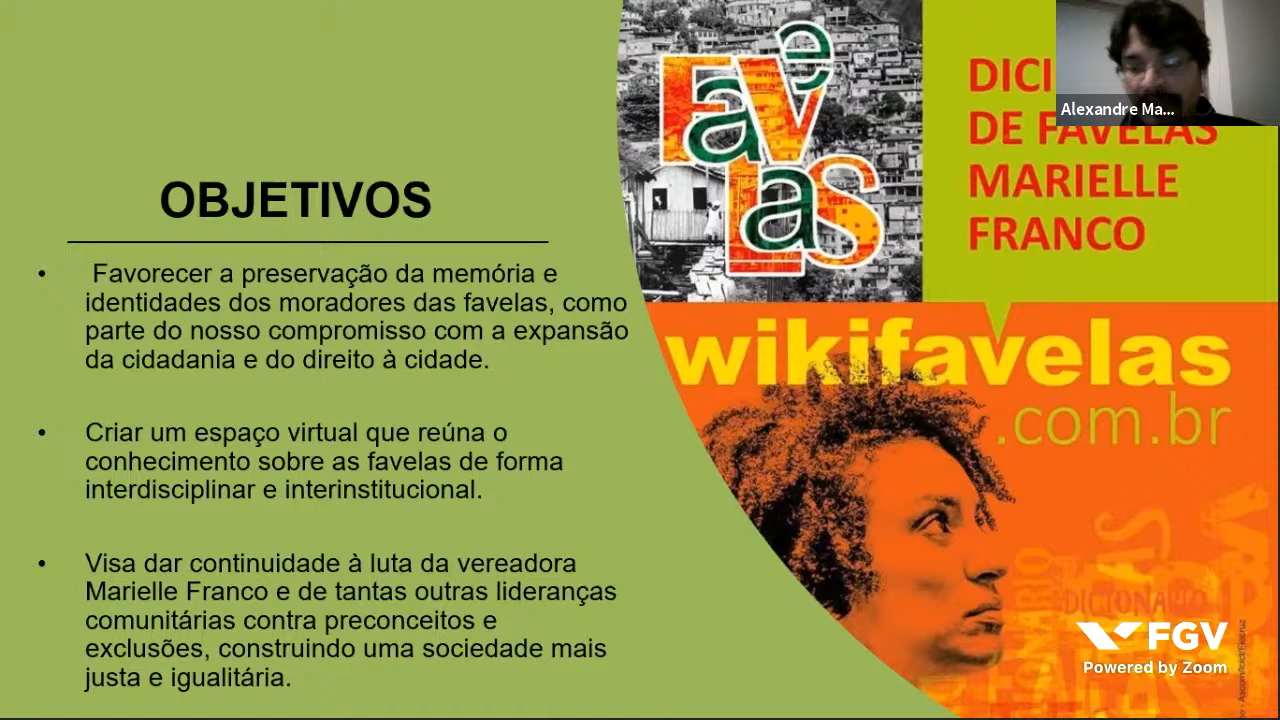 OBJETIVOS
• Favorecer a preservação da memória e
identidades dos moradores das favelas, como
parte do nosso compromisso com a expansão
da cidadania e do direito à cidade.
• Criar um espaço virtual que reúna o
conhecimento sobre as favelas de forma
interdisciplinar e interinstitucional.
• Visa dar continuidade à luta da vereadora
Marielle Franco e de tantas outras lideranças
comunitárias contra preconceitos e
exclusões, construindo uma sociedade mais
justa e igualitária.
FaveLaS
e
DICI
DE FAVELAS
MARIELLE
FRANCO
Alexandre Ma...
wikifavelas
.com.br
DICIONÁRIO
FGV
Powered by Zoom